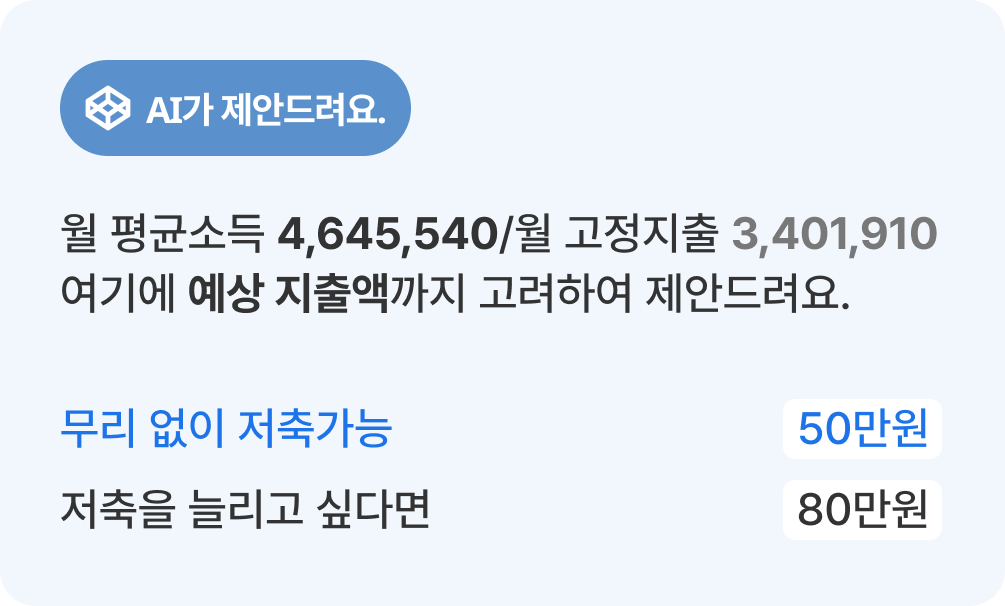 AI가 제안드려요.
월 평균소득 4,645,540/월 고정지출 3,401,910
여기에 예상 지출액까지 고려하여 제안드려요.
무리 없이 저축가능 50만원
저축을 늘리고 싶다면 80만원